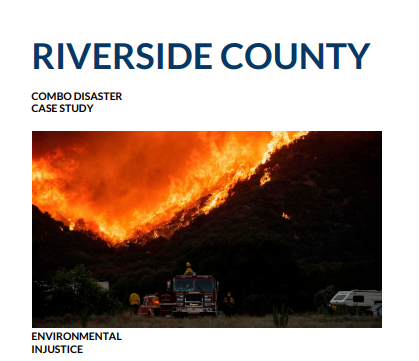 RIVERSIDE COUNTY
COMBO DISASTER
CASE STUDY
ENVIRONMENTAL
INJUSTICE